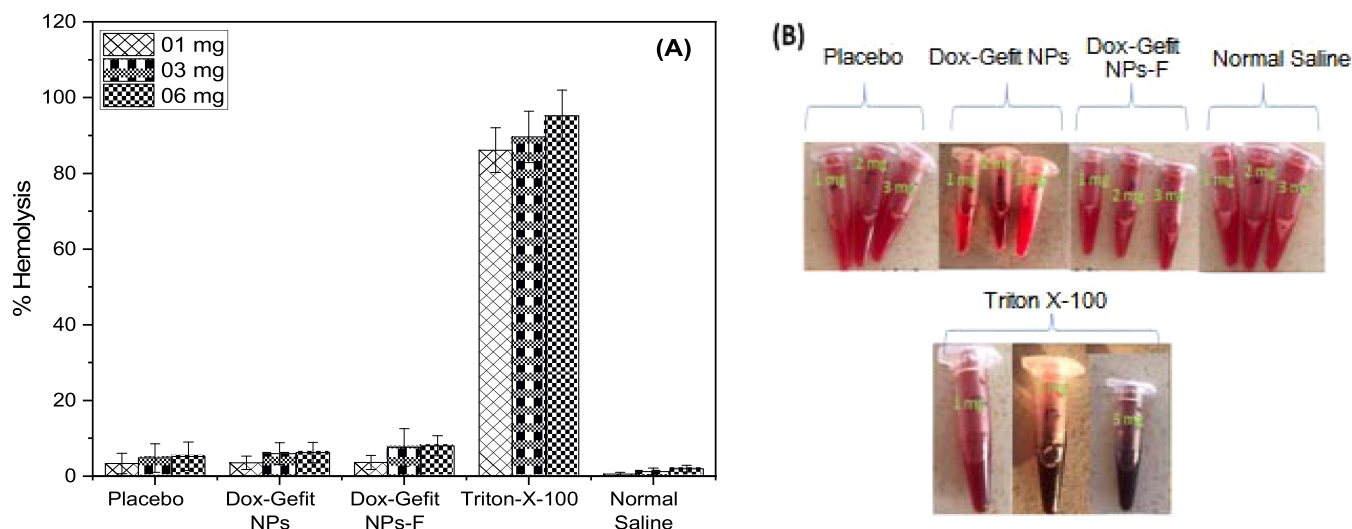 120
100
80
60
40
20
0
% Hemolysis
01 mg
03 mg
06 mg
(A)
Placebo
Dox-Gefit
NPs
Dox-Gefit
NPs-F
Triton-X-100
Normal
Saline
(B)
Placebo
Dox-Gefit NPs
Dox-Gefit
NPs-F
Normal Saline
1 mg
2 mg
3 mg
1 mg
3 mg
1 mg
2 mg
3 mg
1 mg
2 mg
3 mg
Triton X-100
1 mg
mg
3 mg